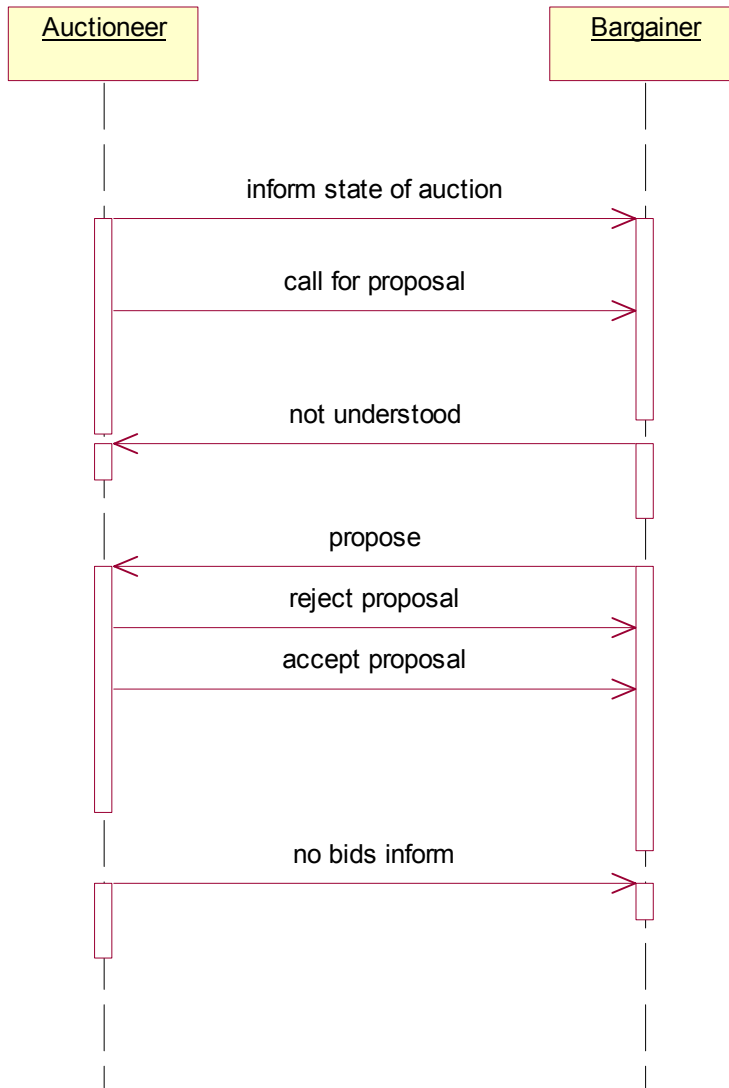 Auctioneer
Bargainer
inform state of auction
call for proposal
not understood
propose
reject proposal
accept proposal
no bids inform